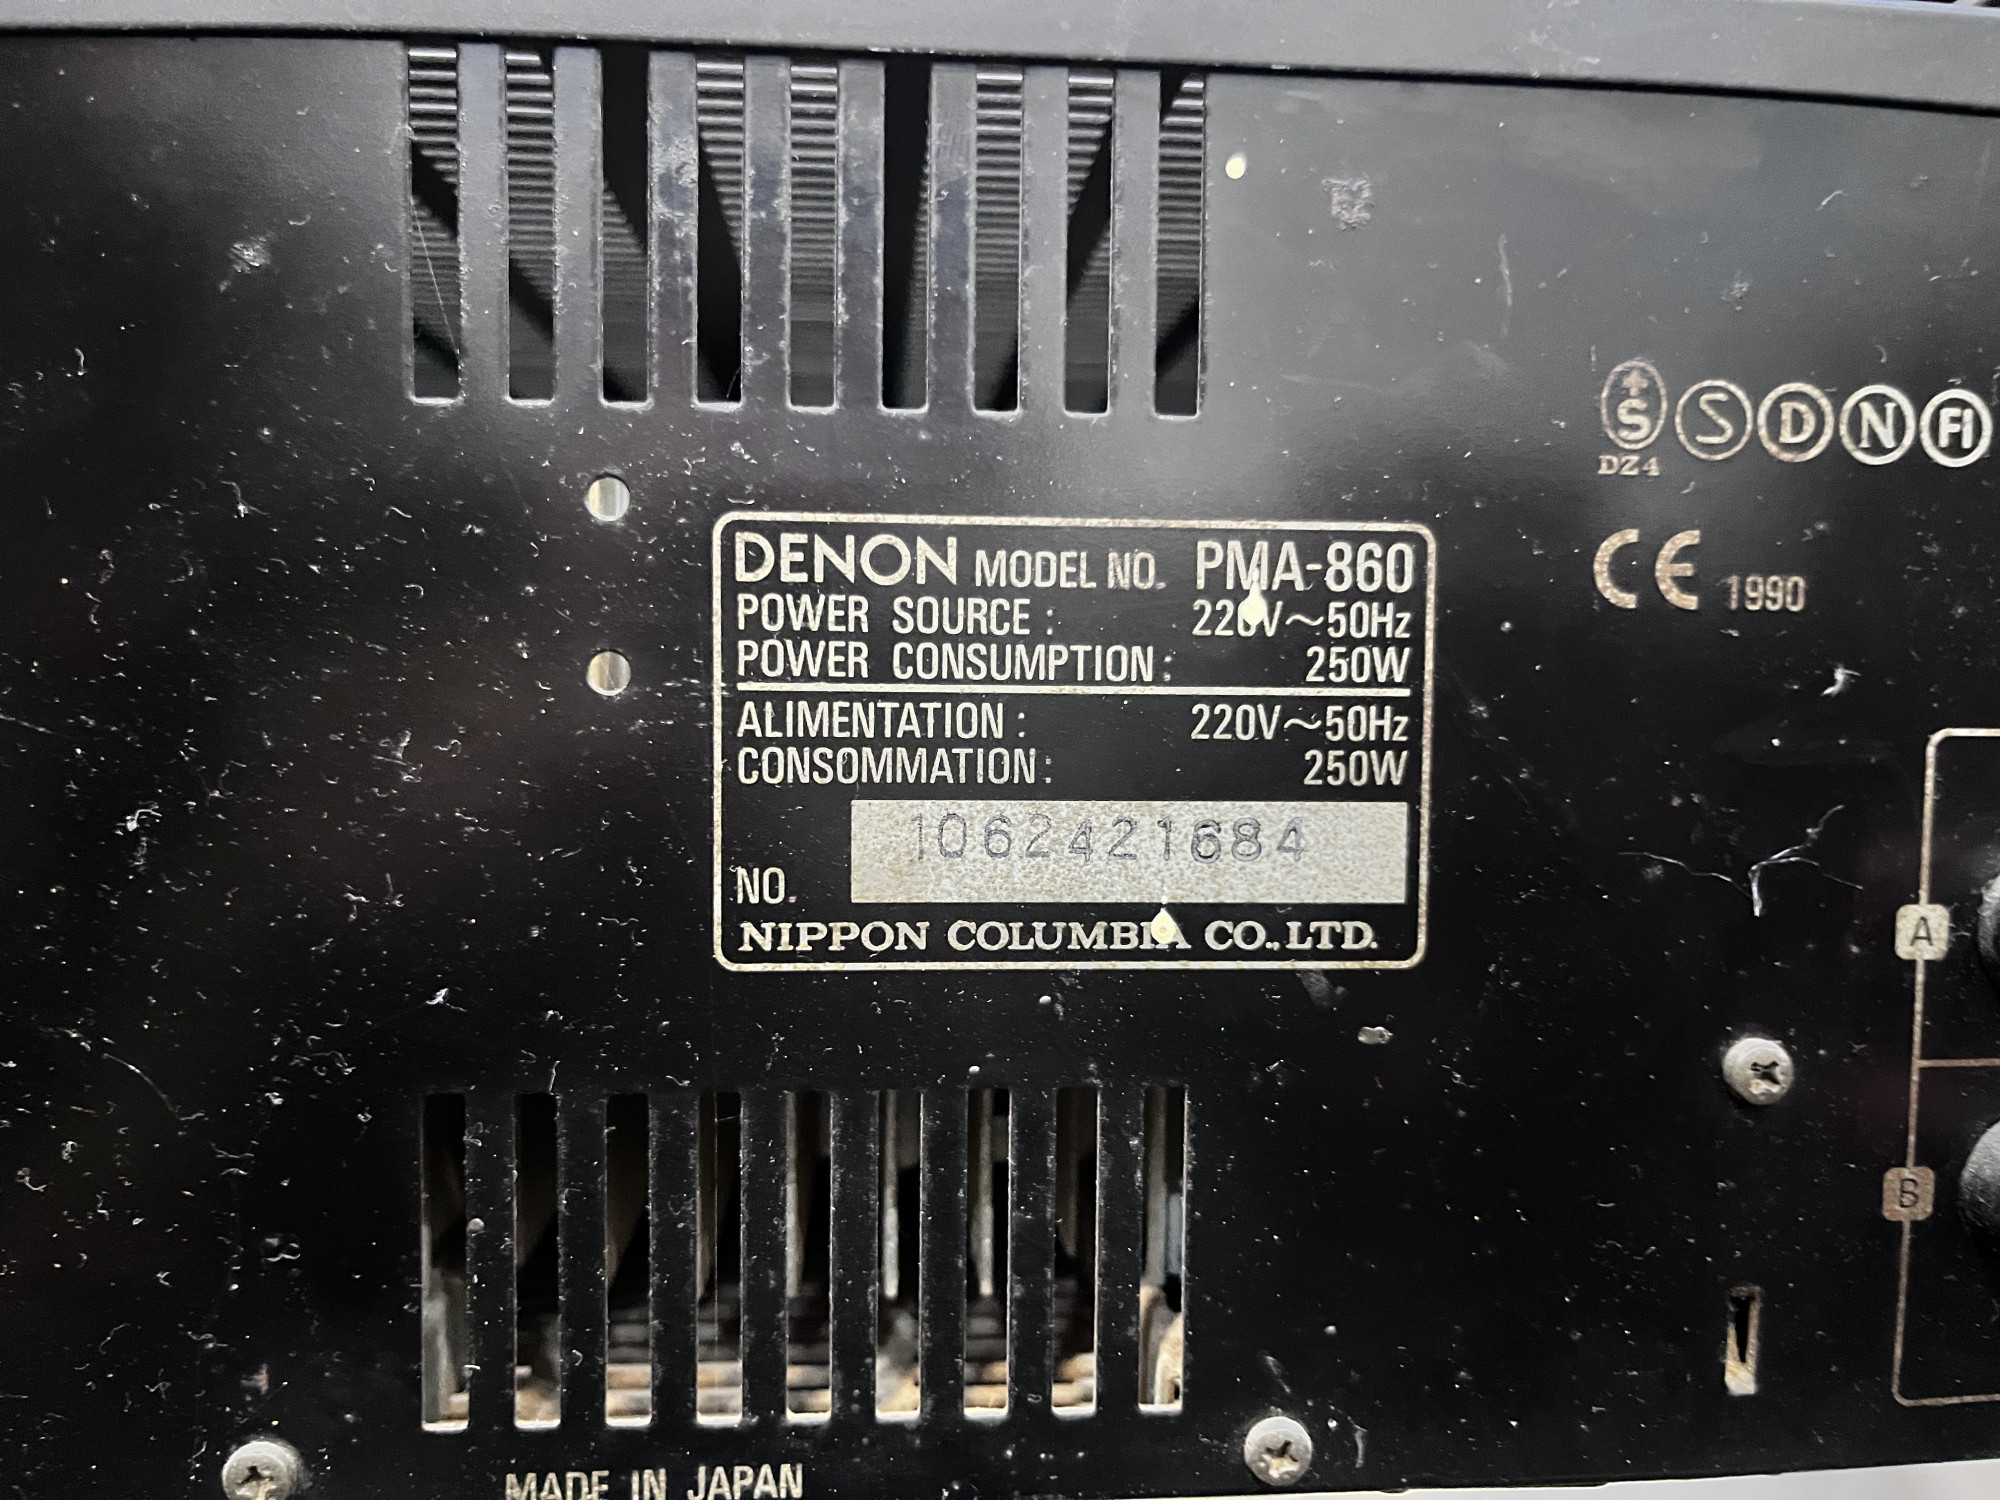 S S D N FI
DZ4
CE 1990
DENON MODEL NO. PMA-860
POWER SOURCE : 220V～50Hz
POWER CONSUMPTION : 250W
ALIMENTATION : 220V～50Hz
CONSOMMATION : 250W
1062421684
NO.
NIPPON COLUMBIA CO., LTD.
A
B
MADE IN JAPAN